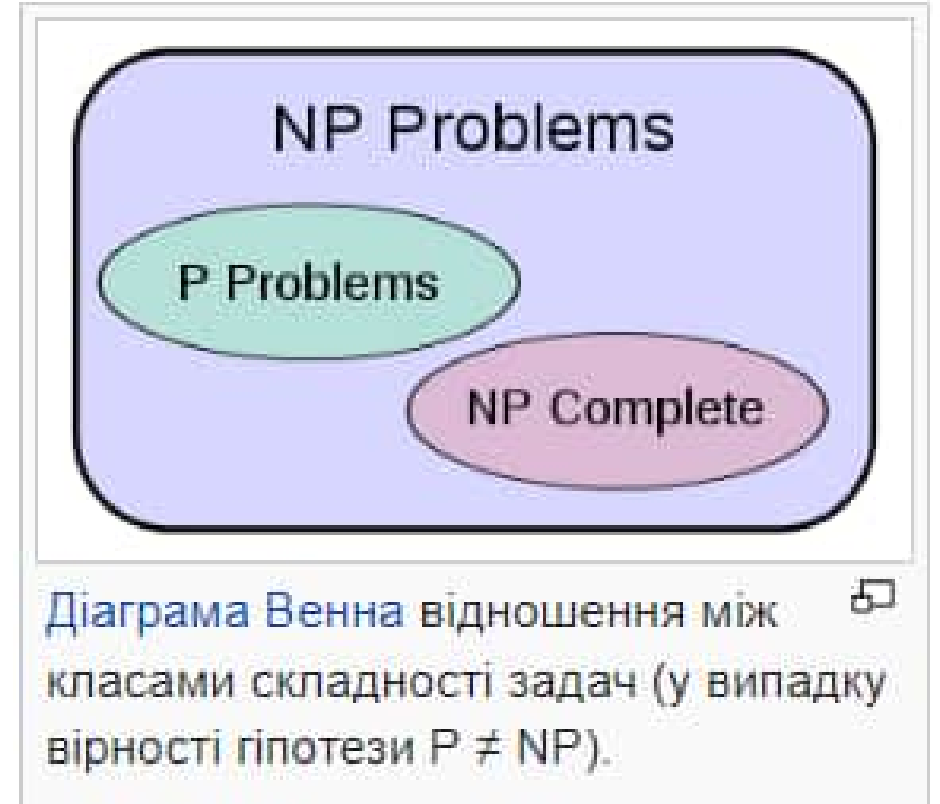 NP Problems
P Problems
NP Complete
Діаграма Венна відношення між
класами складності задач (у випадку
вірності гіпотези P ≠ NP).